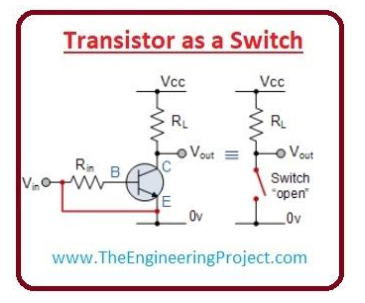 Transistor as a Switch
Vcc
Vcc
RL
RL
Vout
≡
Vout
Rin
B
C
Vin
E
Switch
"open"
0v
0v
www.TheEngineeringProject.com